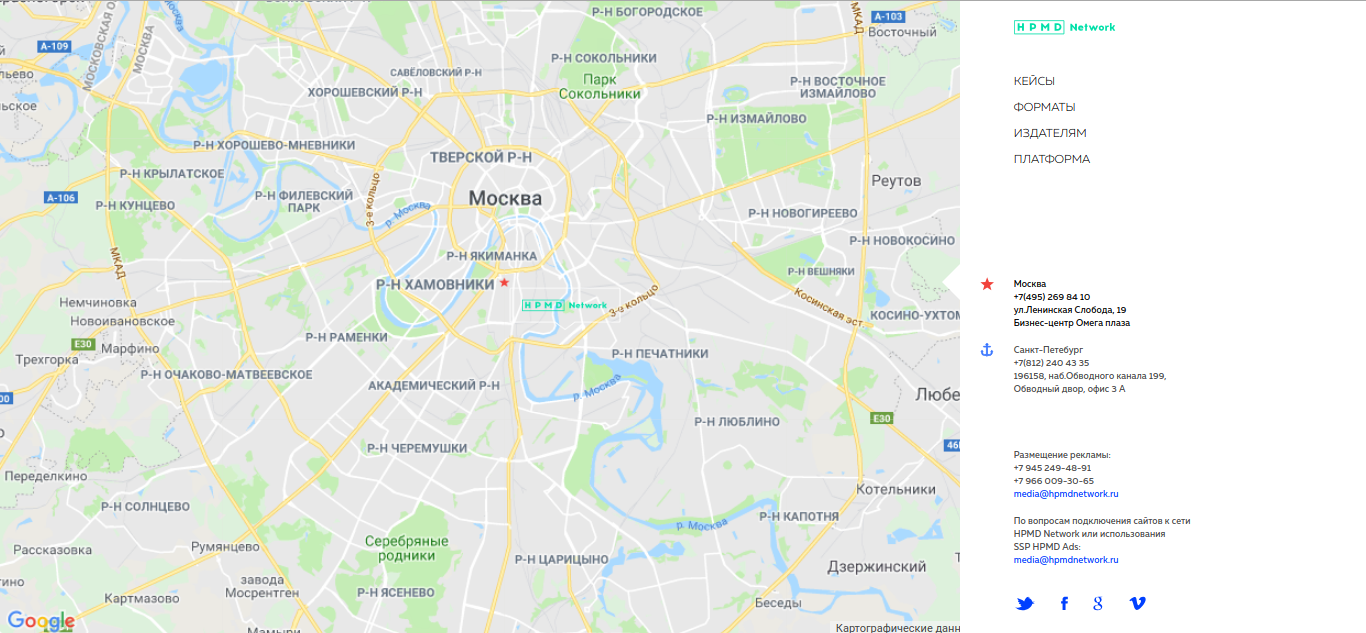 Р-Н БОГОРОДСКОЕ
А-103
МКАД
Восточный
А-109
МОСКОВСКАЯ О
МОСКВА
Москва
Р-Н СОКОЛЬНИКИ
САВЁЛОВСКИЙ Р-Н
Парк
Сокольники
Р-Н ВОСТОЧНОЕ
ИЗМАЙЛОВО
ХОРОШЕВСКИЙ Р-Н
Р-Н ИЗМАЙЛОВО
Р-Н ХОРОШЕВО-МНЕВНИКИ
ТВЕРСКОЙ Р-Н
Р-Н КРЫЛАТСКОЕ
Реутов
А-106
Р-Н КУНЦЕВО
Р-Н ФИЛЕВСКИЙ
ПАРК
3-е кольцо
р. Москва
Москва
Р-Н НОВОГИРЕЕВО
Р-Н НОВОКОСИНО
МКАД
Р-Н ЯКИМАНКА
Р-Н ВЕШНЯКИ
Р-Н ХАМОВНИКИ
HPMD Network
3-е кольцо
Косинская эст.
КОСИНО-УХТОМ
Немчиновка
Новоивановское
E30
Марфино
Трехгорка
Р-Н РАМЕНКИ
Р-Н ПЕЧАТНИКИ
Р-Н ОЧАКОВО-МАТВЕЕВСКОЕ
АКАДЕМИЧЕСКИЙ Р-Н
р. Москва
Любе
E30
Р-Н ЛЮБЛИНО
Р-Н ЧЕРЕМУШКИ
Переделкино
Котельники
Р-Н СОЛНЦЕВО
р. Москва
Р-Н КАПОТНЯ
Рассказовка
Румянцево
Серебряные
родники
Р-Н ЦАРИЦЫНО
Дзержинский
завода
Мосрентген
Картмазово
Р-Н ЯСЕНЕВО
Беседы
Google
Мамыри
Картографические данн
HPMD Network
КЕЙСЫ
ФОРМАТЫ
ИЗДАТЕЛЯМ
ПЛАТФОРМА
Москва
+7(495) 269 84 10
ул.Ленинская Слобода, 19
Бизнес-центр Омега плаза
Санкт-Петебург
+7(812) 240 43 35
196158, наб.Обводного канала 199,
Обводный двор, офис 3 А
Размещение рекламы:
+7 945 249-48-91
+7 966 009-30-65
media@hpmdnetwork.ru
По вопросам подключения сайтов к сети
HPMD Network или использования
SSP HPMD Ads:
media@hpmdnetwork.ru